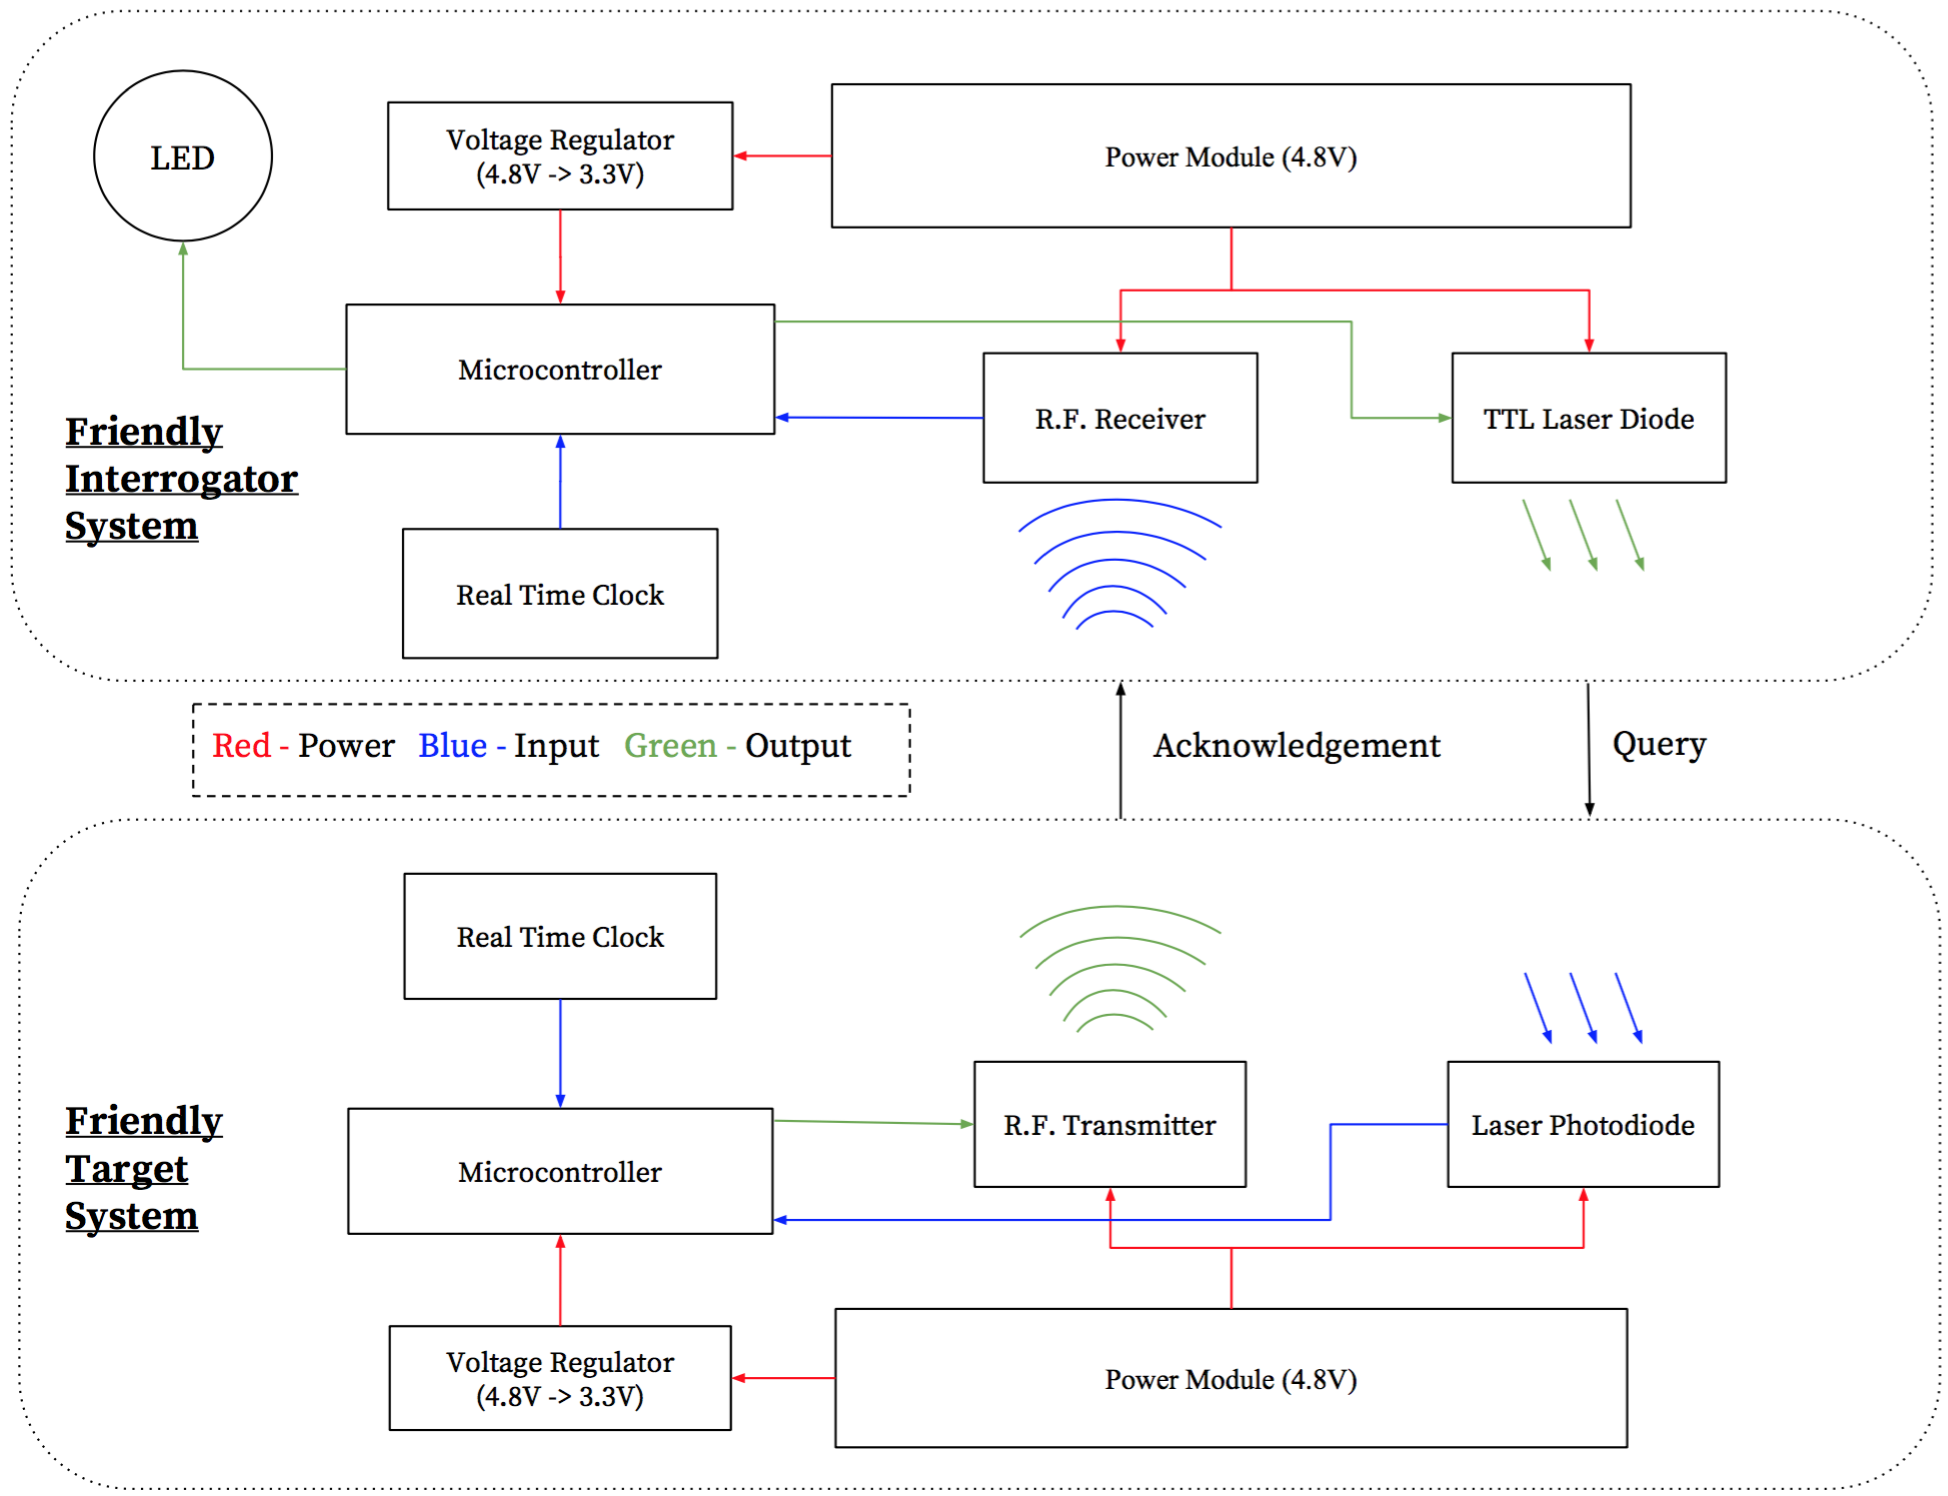 LED
Voltage Regulator
(4.8V -> 3.3V)
Power Module (4.8V)
Microcontroller
R.F. Receiver
TTL Laser Diode
Friendly
Interrogator
System
Real Time Clock
Red - Power Blue - Input Green - Output
Acknowledgement
Query
Real Time Clock
Friendly
Target
System
Microcontroller
R.F. Transmitter
Laser Photodiode
Voltage Regulator
(4.8V -> 3.3V)
Power Module (4.8V)